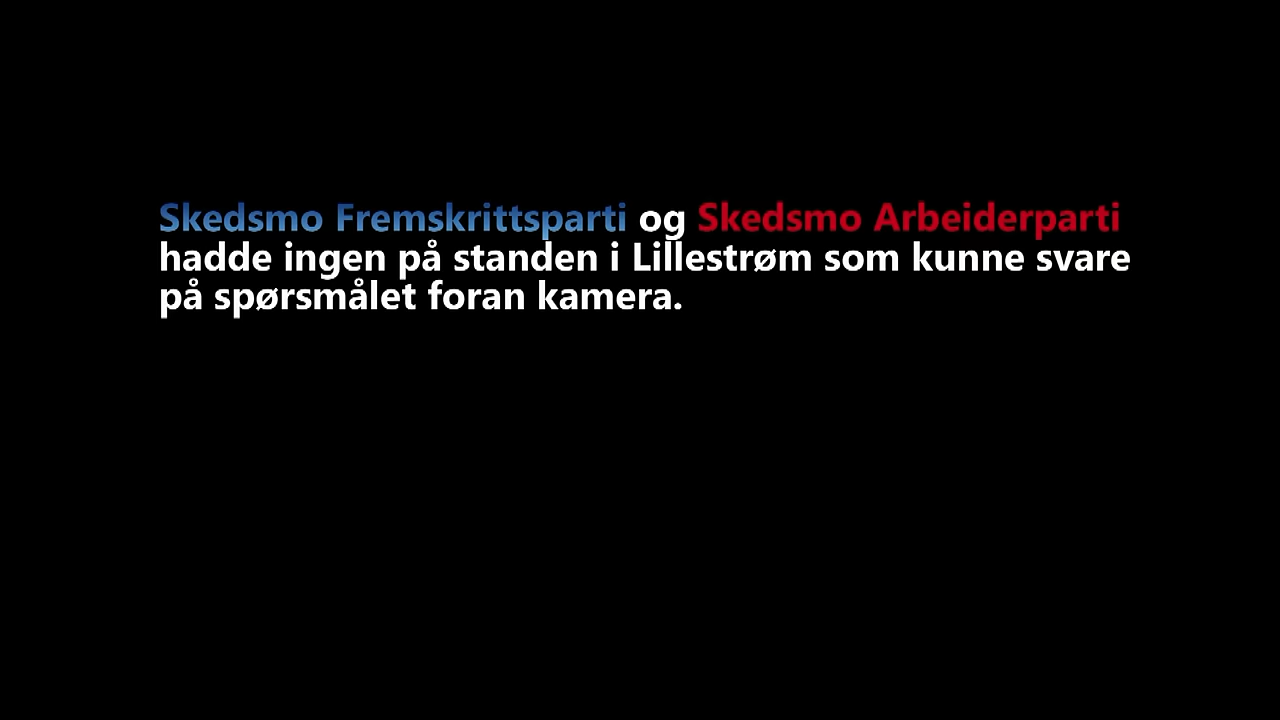 Skedsmo Fremskrittsparti og Skedsmo Arbeiderparti
hadde ingen på standen i Lillestrøm som kunne svare
på spørsmålet foran kamera.